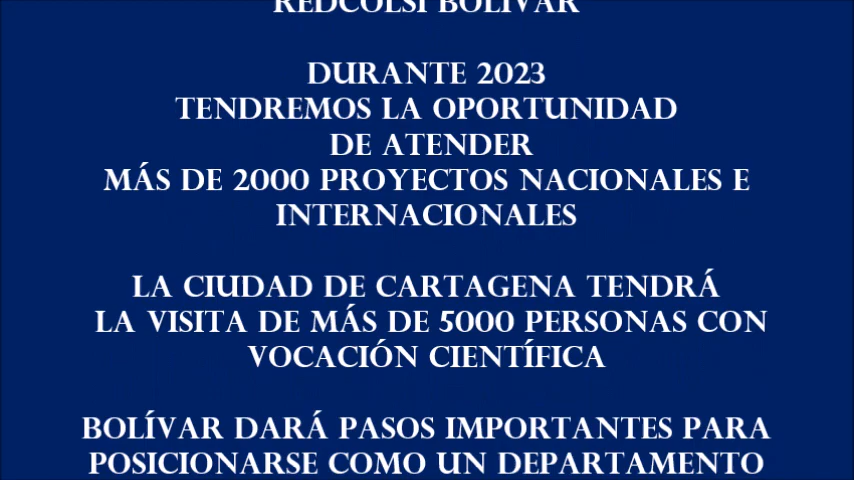 REDCOLSI BOLÍVAR
DURANTE 2023
TENDREMOS LA OPORTUNIDAD
DE ATENDER
MÁS DE 2000 PROYECTOS NACIONALES E
INTERNACIONALES
LA CIUDAD DE CARTAGENA TENDRÁ
LA VISITA DE MÁS DE 5000 PERSONAS CON
VOCACIÓN CIENTÍFICA
BOLÍVAR DARÁ PASOS IMPORTANTES PARA
POSICIONARSE COMO UN DEPARTAMENTO